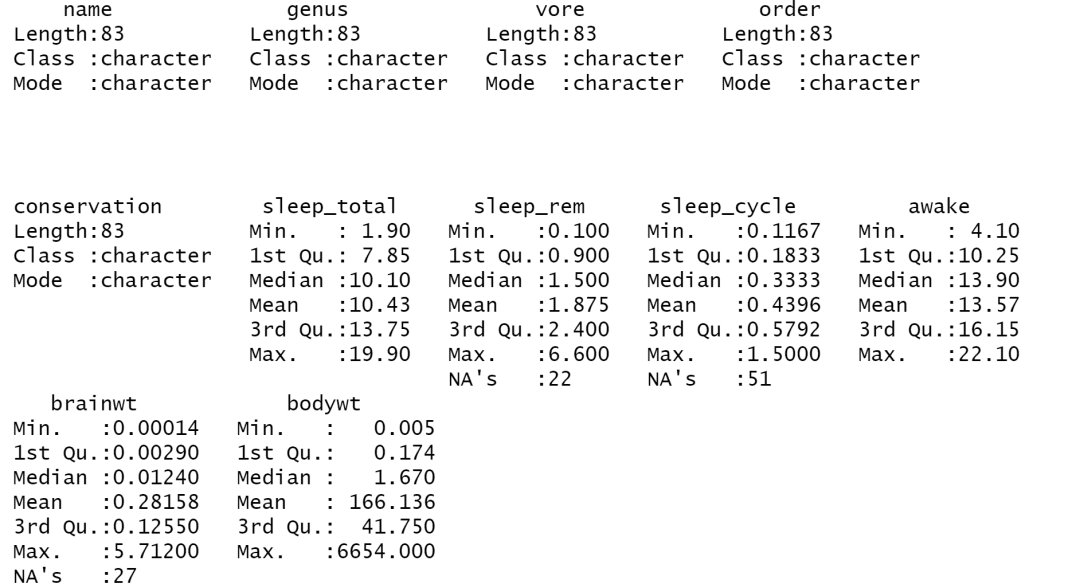 name              genus               vore              order
Length:83          Length:83          Length:83          Length:83
Class :character   Class :character   Class :character   Class :character
Mode  :character   Mode  :character   Mode  :character   Mode  :character
conservation        sleep_total      sleep_rem      sleep_cycle         awake
Length:83          Min.   : 1.90   Min.   :0.100   Min.   :0.1167   Min.   : 4.10
Class :character   1st Qu.: 7.85   1st Qu.:0.900   1st Qu.:0.1833   1st Qu.:10.25
Mode  :character   Median :10.10   Median :1.500   Median :0.3333   Median :13.90
                   Mean   :10.43   Mean   :1.875   Mean   :0.4396   Mean   :13.57
                   3rd Qu.:13.75   3rd Qu.:2.400   3rd Qu.:0.5792   3rd Qu.:16.15
                   Max.   :19.90   Max.   :6.600   Max.   :1.5000   Max.   :22.10
                                   NA's   :22      NA's   :51
   brainwt            bodywt
Min.   :0.00014   Min.   :   0.005
1st Qu.:0.00290   1st Qu.:   0.174
Median :0.01240   Median :   1.670
Mean   :0.28158   Mean   : 166.136
3rd Qu.:0.12550   3rd Qu.:  41.750
Max.   :5.71200   Max.   :6654.000
NA's   :27